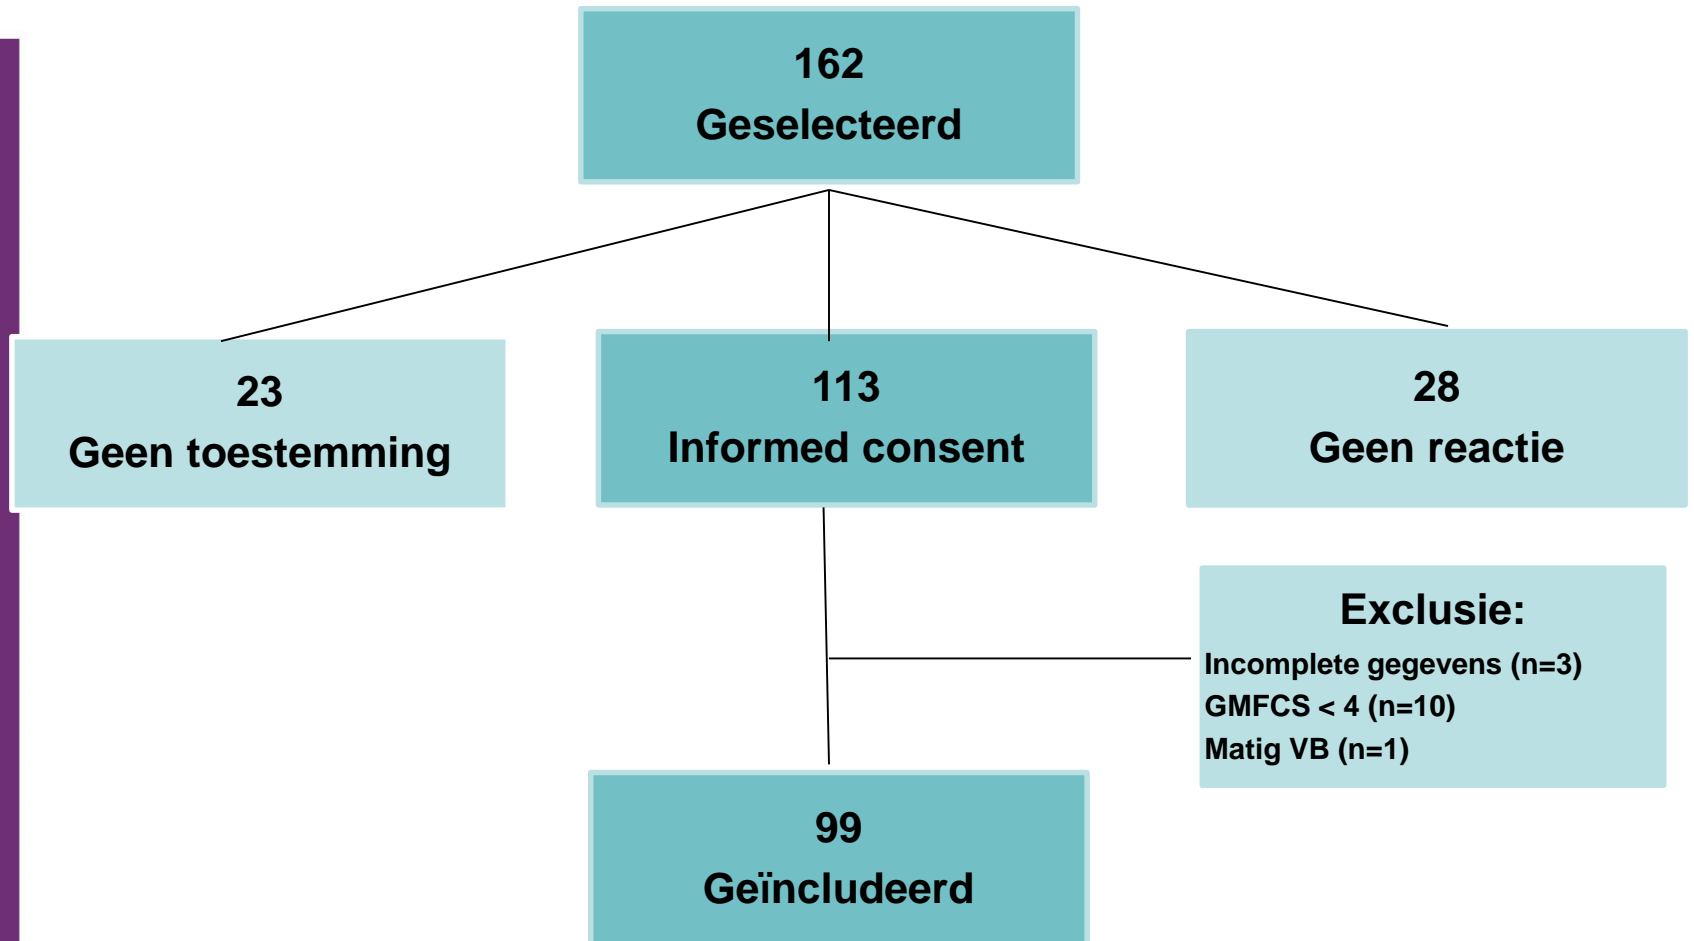 162
Geselecteerd
23
Geen toestemming
113
Informed consent
28
Geen reactie
Exclusie:
Incomplete gegevens (n=3)
GMFCS < 4 (n=10)
Matig VB (n=1)
99
Geïncludeerd